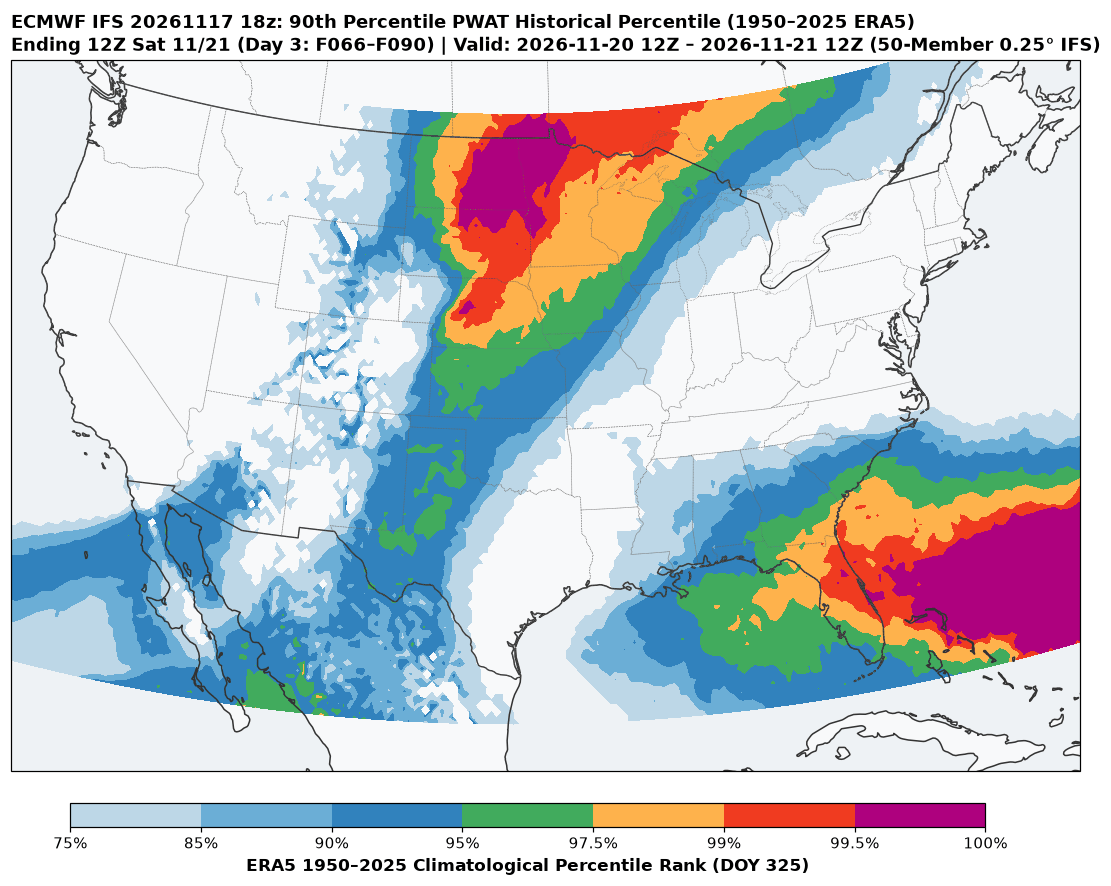 ECMWF IFS 20261117 18z: 90th Percentile PWAT Historical Percentile (1950–2025 ERA5)
Ending 12Z Sat 11/21 (Day 3: F066–F090) | Valid: 2026-11-20 12Z – 2026-11-21 12Z (50-Member 0.25° IFS)
75% 85% 90% 95% 97.5% 99% 99.5% 100%
ERA5 1950–2025 Climatological Percentile Rank (DOY 325)